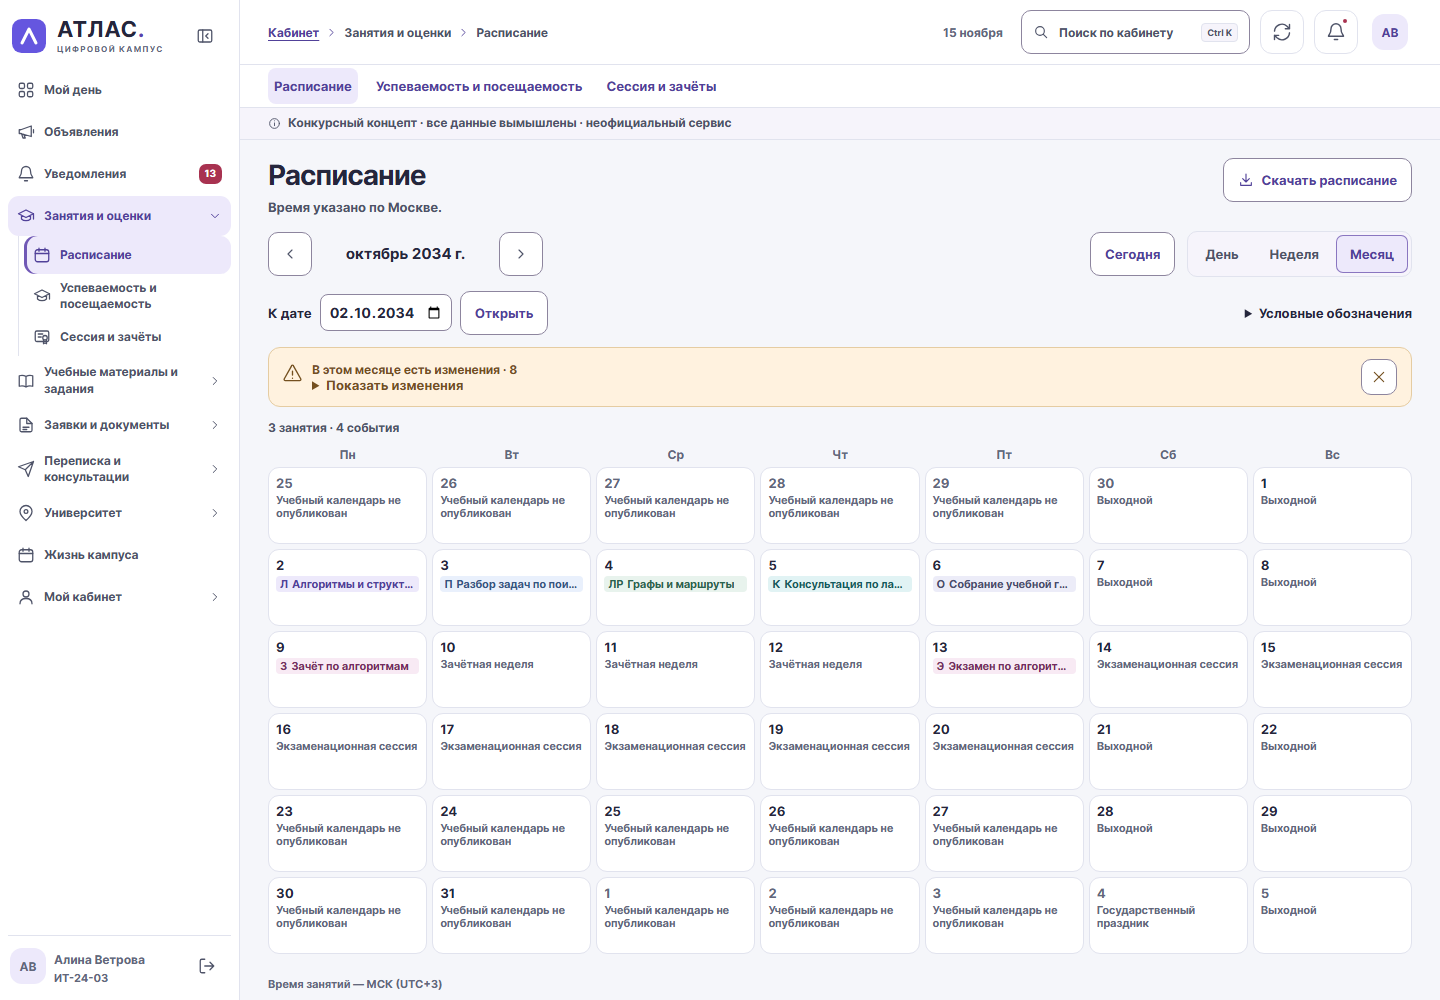 АТЛАС.
ЦИФРОВОЙ КАМПУС
Мой день
Объявления
Уведомления
13
Занятия и оценки
Расписание
Успеваемость и
посещаемость
Сессия и зачёты
Учебные материалы и
задания
Заявки и документы
Переписка и
консультации
Университет
Жизнь кампуса
Мой кабинет
АВ
Алина Ветрова
ИТ-24-03
Кабинет
Занятия и оценки
Расписание
15 ноября
Поиск по кабинету
Ctrl K
АВ
Расписание
Успеваемость и посещаемость
Сессия и зачёты
Конкурсный концепт · все данные вымышлены · неофициальный сервис
Расписание
Время указано по Москве.
Скачать расписание
октябрь 2034 г.
Сегодня
День
Неделя
Месяц
К дате
02.10.2034
Открыть
Условные обозначения
В этом месяце есть изменения · 8
Показать изменения
3 занятия · 4 события
Пн Вт Ср Чт Пт Сб Вс
25
Учебный календарь не
опубликован
26
Учебный календарь не
опубликован
27
Учебный календарь не
опубликован
28
Учебный календарь не
опубликован
29
Учебный календарь не
опубликован
30
Выходной
1
Выходной
2
Л Алгоритмы и структ...
3
П Разбор задач по пои...
4
ЛР Графы и маршруты
5
К Консультация по ла...
6
О Собрание учебной г...
7
Выходной
8
Выходной
9
З Зачёт по алгоритмам
10
Зачётная неделя
11
Зачётная неделя
12
Зачётная неделя
13
Э Экзамен по алгорит...
14
Экзаменационная сессия
15
Экзаменационная сессия
16
Экзаменационная сессия
17
Экзаменационная сессия
18
Экзаменационная сессия
19
Экзаменационная сессия
20
Экзаменационная сессия
21
Выходной
22
Выходной
23
Учебный календарь не
опубликован
24
Учебный календарь не
опубликован
25
Учебный календарь не
опубликован
26
Учебный календарь не
опубликован
27
Учебный календарь не
опубликован
28
Выходной
29
Выходной
30
Учебный календарь не
опубликован
31
Учебный календарь не
опубликован
1
Учебный календарь не
опубликован
2
Учебный календарь не
опубликован
3
Учебный календарь не
опубликован
4
Государственный
праздник
5
Выходной
Время занятий — МСК (UTC+3)